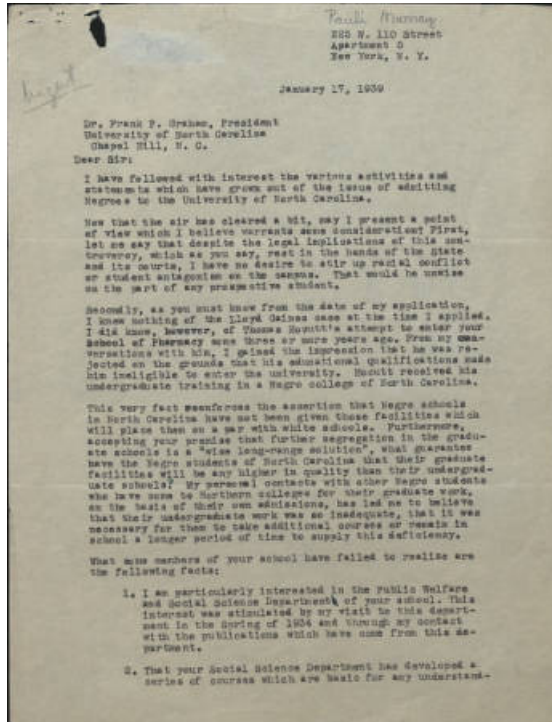 Pauli Murray
225 W. 110 Street
Apartment 5
New York, N. Y.
January 17, 1939
Dr. Frank P. Graham, President
University of North Carolina
Chapel Hill, N. C.
Dear Sir:
I have followed with interest the various activities and
statements which have grown out of the issue of admitting
Negroes to the University of North Carolina.
Now that the air has cleared a bit, may I present a point
of view which I believe warrants some consideration? First,
let me say that despite the legal implications of this con-
troversy, which as you say, rest in the hands of the State
and its courts, I have no desire to stir up racial conflict
or student antagonism on the campus. That would be unwise
on the part of any prospective student.
Secondly, as you must know from the date of my application,
I knew nothing of the Lloyd Gaines case at the time I applied.
I did know, however, of Thomas Hocutt's attempt to enter your
School of Pharmacy some three or more years ago. From my con-
versations with him, I gained the impression that he was re-
jected on the grounds that his educational qualifications made
him ineligible to enter the university. Hocutt received his
undergraduate training in a Negro college of North Carolina.
This very fact reenforces the assertion that Negro schools
in North Carolina have not been given those facilities which
will place them on a par with white schools. Furthermore,
accepting your premise that further segregation in the gradu-
ate schools is a "wise long-range solution", what guarantee
have the Negro students of North Carolina that their graduate
facilities will be any higher in quality than their undergrad-
uate schools? My personal contacts with other Negro students
who have come to Northern colleges for their graduate work,
on the basis of their own admissions, has led me to believe
that their undergraduate work was so inadequate, that it was
necessary for them to take additional courses or remain in
school a longer period of time to supply this deficiency.
What some members of your school have failed to realize are
the following facts:
1. I am particularly interested in the Public Welfare
and Social Science Departments of your school. This
interest was stimulated by my visit to this depart-
ment in the Spring of 1934 and through my contact
with the publications which have come from this de-
partment.
2. That your Social Science Department has developed a
series of courses which are basic for any understand-